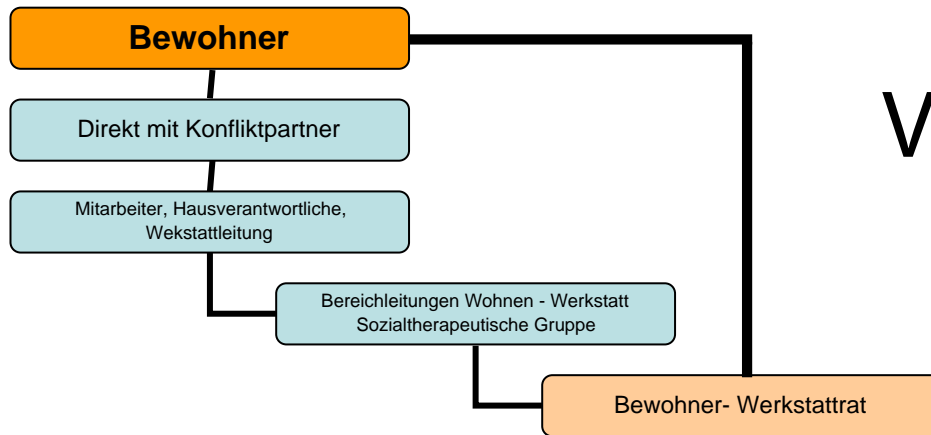 Bewohner
V
Direkt mit Konfliktpartner
Mitarbeiter, Hausverantwortliche,
Wekstattleitung
Bereichleitungen Wohnen - Werkstatt
Sozialtherapeutische Gruppe
Bewohner- Werkstattrat